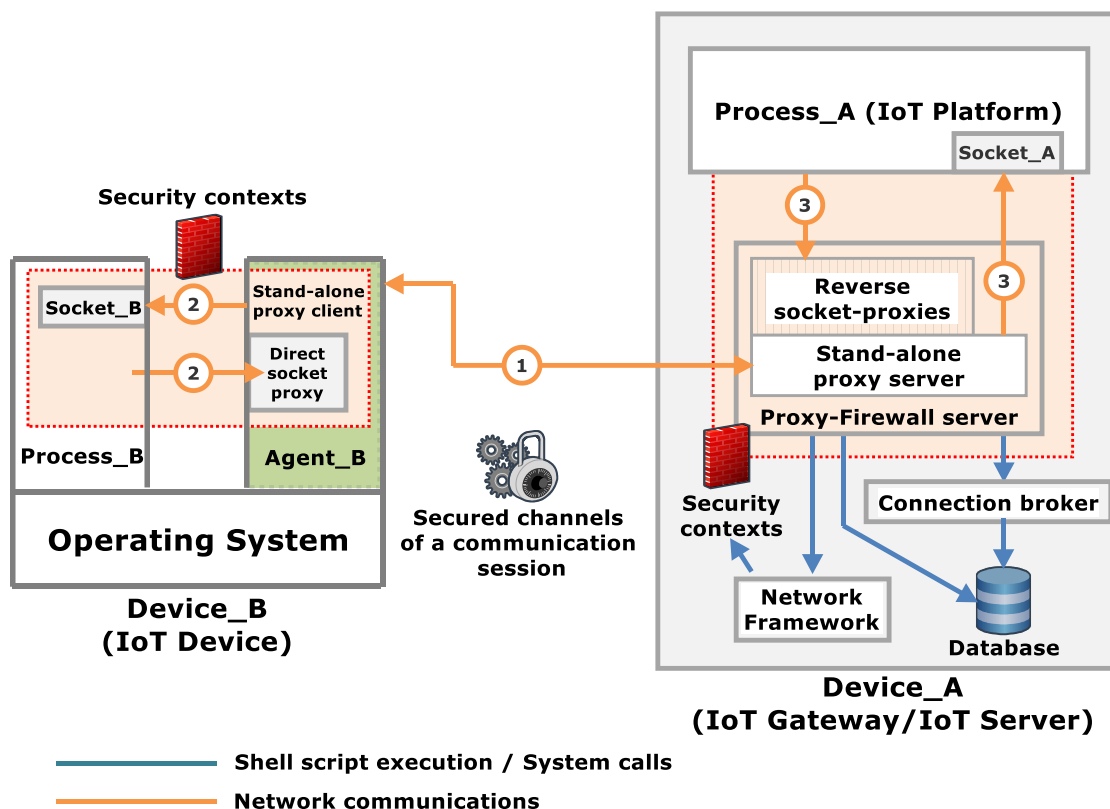 Process_A (IoT Platform)
Socket_A
3
3
Reverse
socket-proxies
Stand-alone
proxy server
Proxy-Firewall server
Security contexts
Stand-alone
proxy client
Socket_B
2
2
Direct
socket
proxy
1
Process_B
Agent_B
Operating System
Device_B
(IoT Device)
Secured channels
of a communication
session
Security
contexts
Connection broker
Network
Framework
Database
Device_A
(IoT Gateway/IoT Server)
Shell script execution / System calls
Network communications